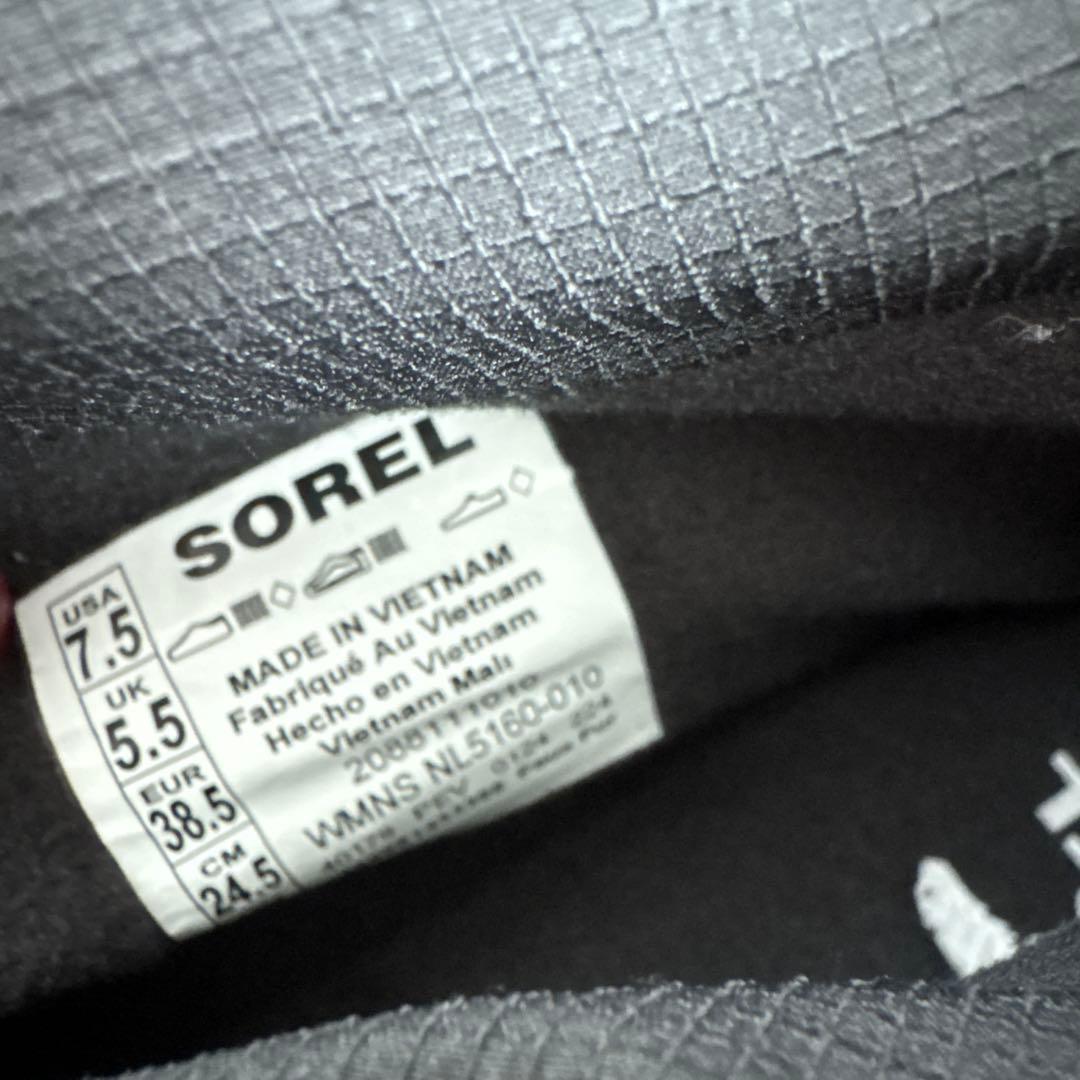 SOREL
USA
7.5
UK
5.5
EUR
38.5
CM
24.5
MADE IN VIETNAM
Fabriqué Au Vietnam
Hecho en Vietnam
Vietnam Malı
2088111010
WMNS NL5160-010